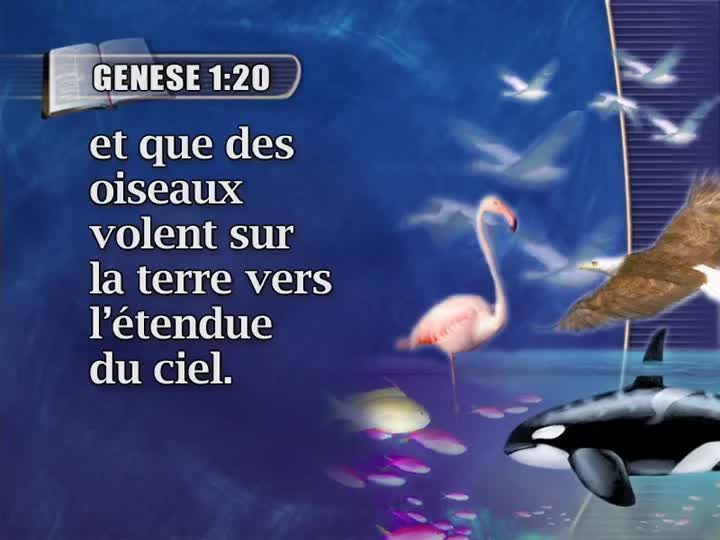 GENESE 1:20
et que des
oiseaux
volent sur
la terre vers
l’étendue
du ciel.